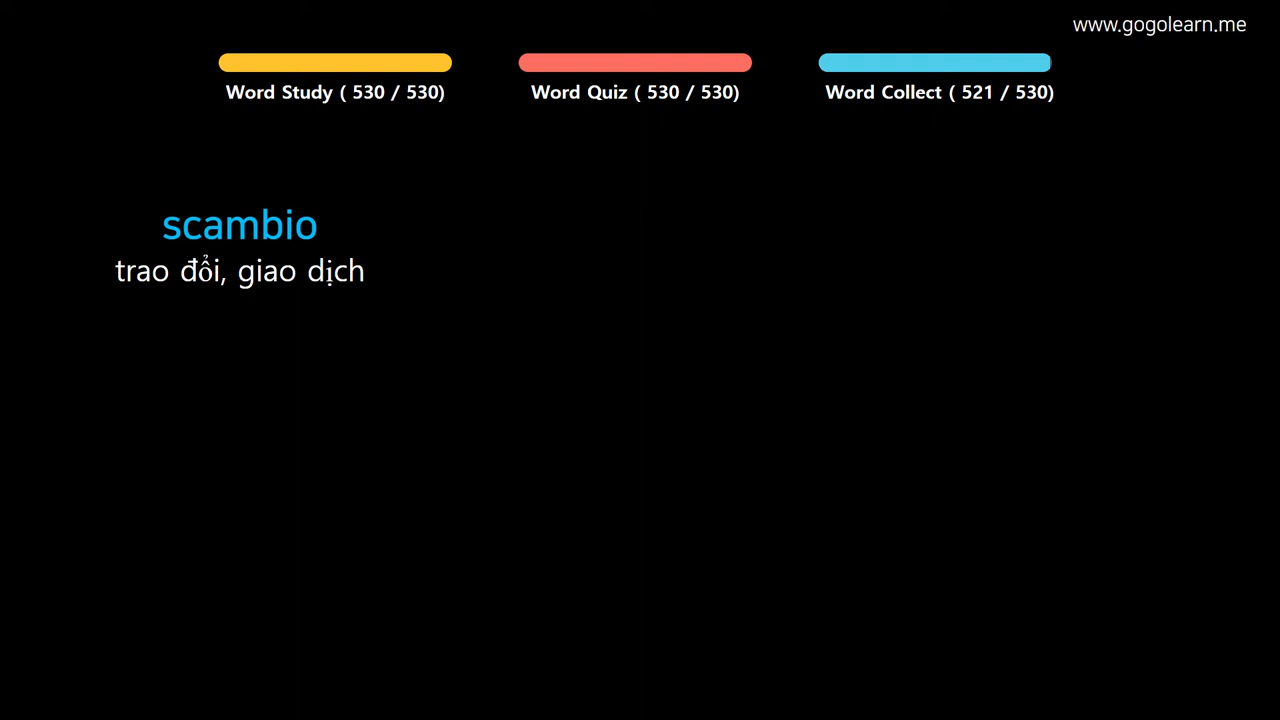 www.gogolearn.me
Word Study ( 530 / 530)
Word Quiz ( 530 / 530)
Word Collect ( 521 / 530)
scambio
trao đổi, giao dịch